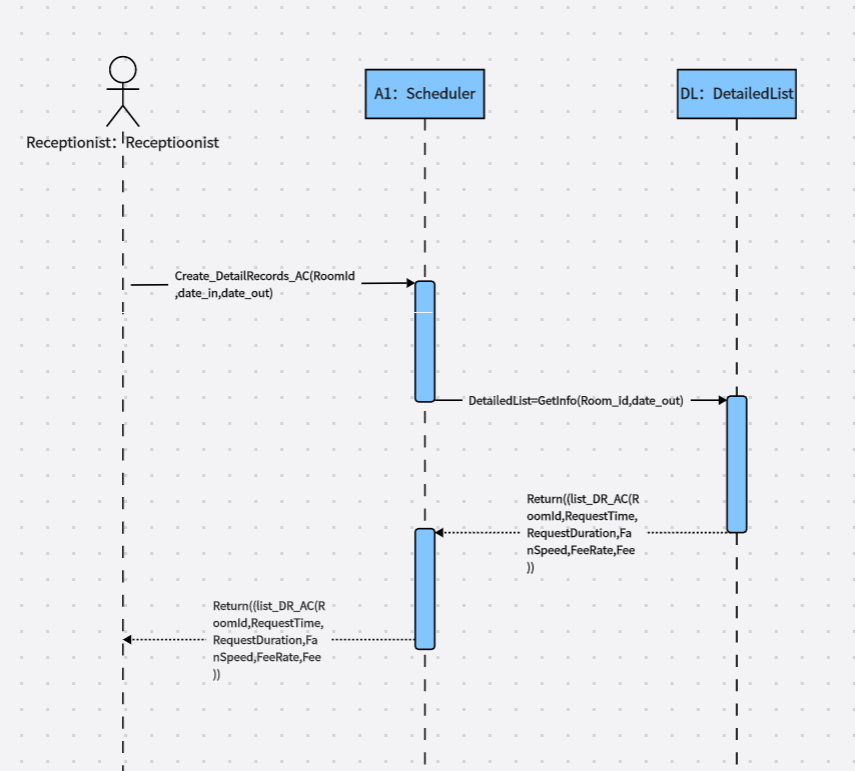 A1：Scheduler
DL：DetailedList
Receptionist：Receptioonist
Create_DetailRecords_AC(RoomId
,date_in,date_out)
DetailedList=GetInfo(Room_id,date_out)
Return((list_DR_AC(R
oomId,RequestTime,
RequestDuration,Fa
nSpeed,FeeRate,Fee
))
Return((list_DR_AC(R
oomId,RequestTime,
RequestDuration,Fa
nSpeed,FeeRate,Fee
))